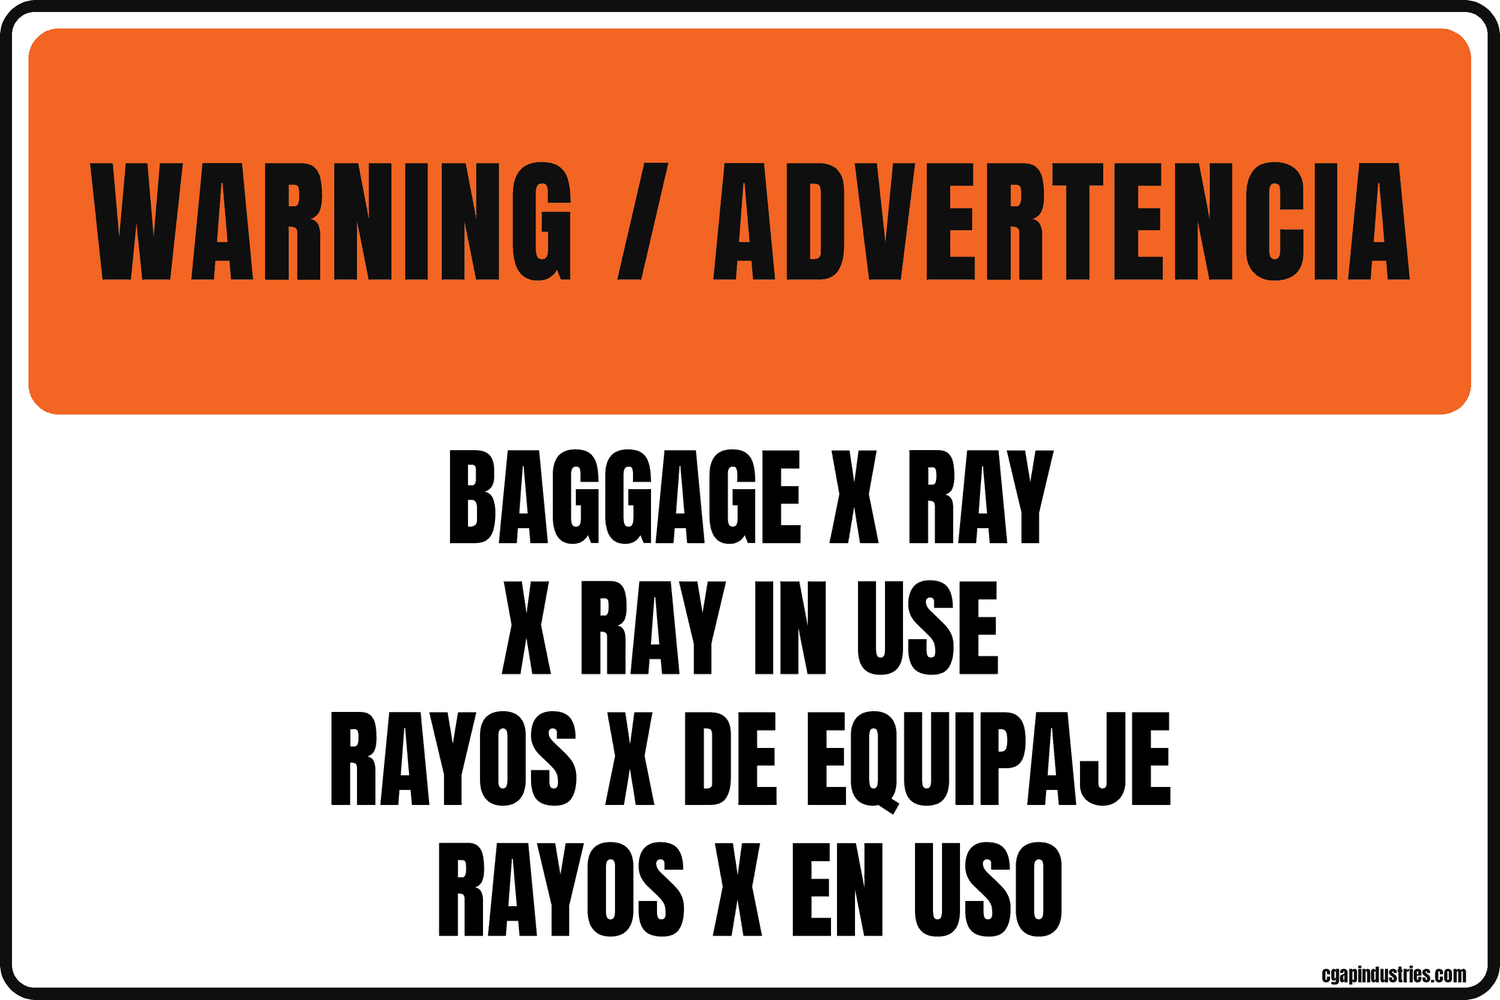 WARNING / ADVERTENCIA
BAGGAGE X RAY
X RAY IN USE
RAYOS X DE EQUIPAJE
RAYOS X EN USO
cgapindustries.com